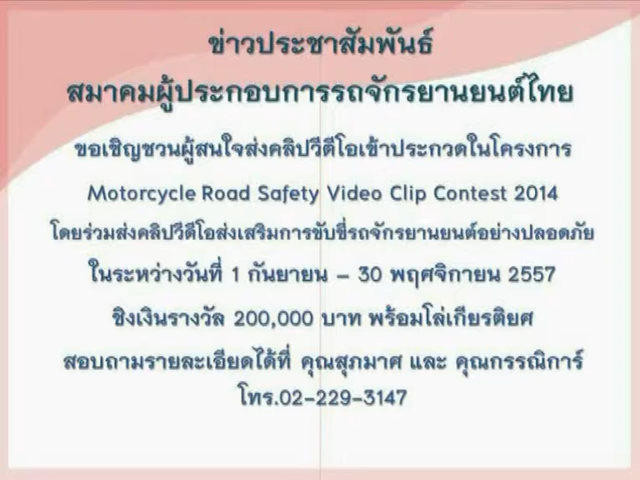 ข่าวประชาสัมพันธ์
สมาคมผู้ประกอบการรถจักรยานยนต์ไทย
ขอเชิญชวนผู้สนใจส่งคลิปวีดีโอเข้าประกวดในโครงการ
Motorcycle Road Safety Video Clip Contest 2014
โดยร่วมส่งคลิปวีดีโอส่งเสริมการขับขี่รถจักรยานยนต์อย่างปลอดภัย
ในระหว่างวันที่ 1 กันยายน – 30 พฤศจิกายน 2557
ชิงเงินรางวัล 200,000 บาท พร้อมโล่เกียรติยศ
สอบถามรายละเอียดได้ที่ คุณสุภมาศ และ คุณกรรณิการ์
โทร.02-229-3147